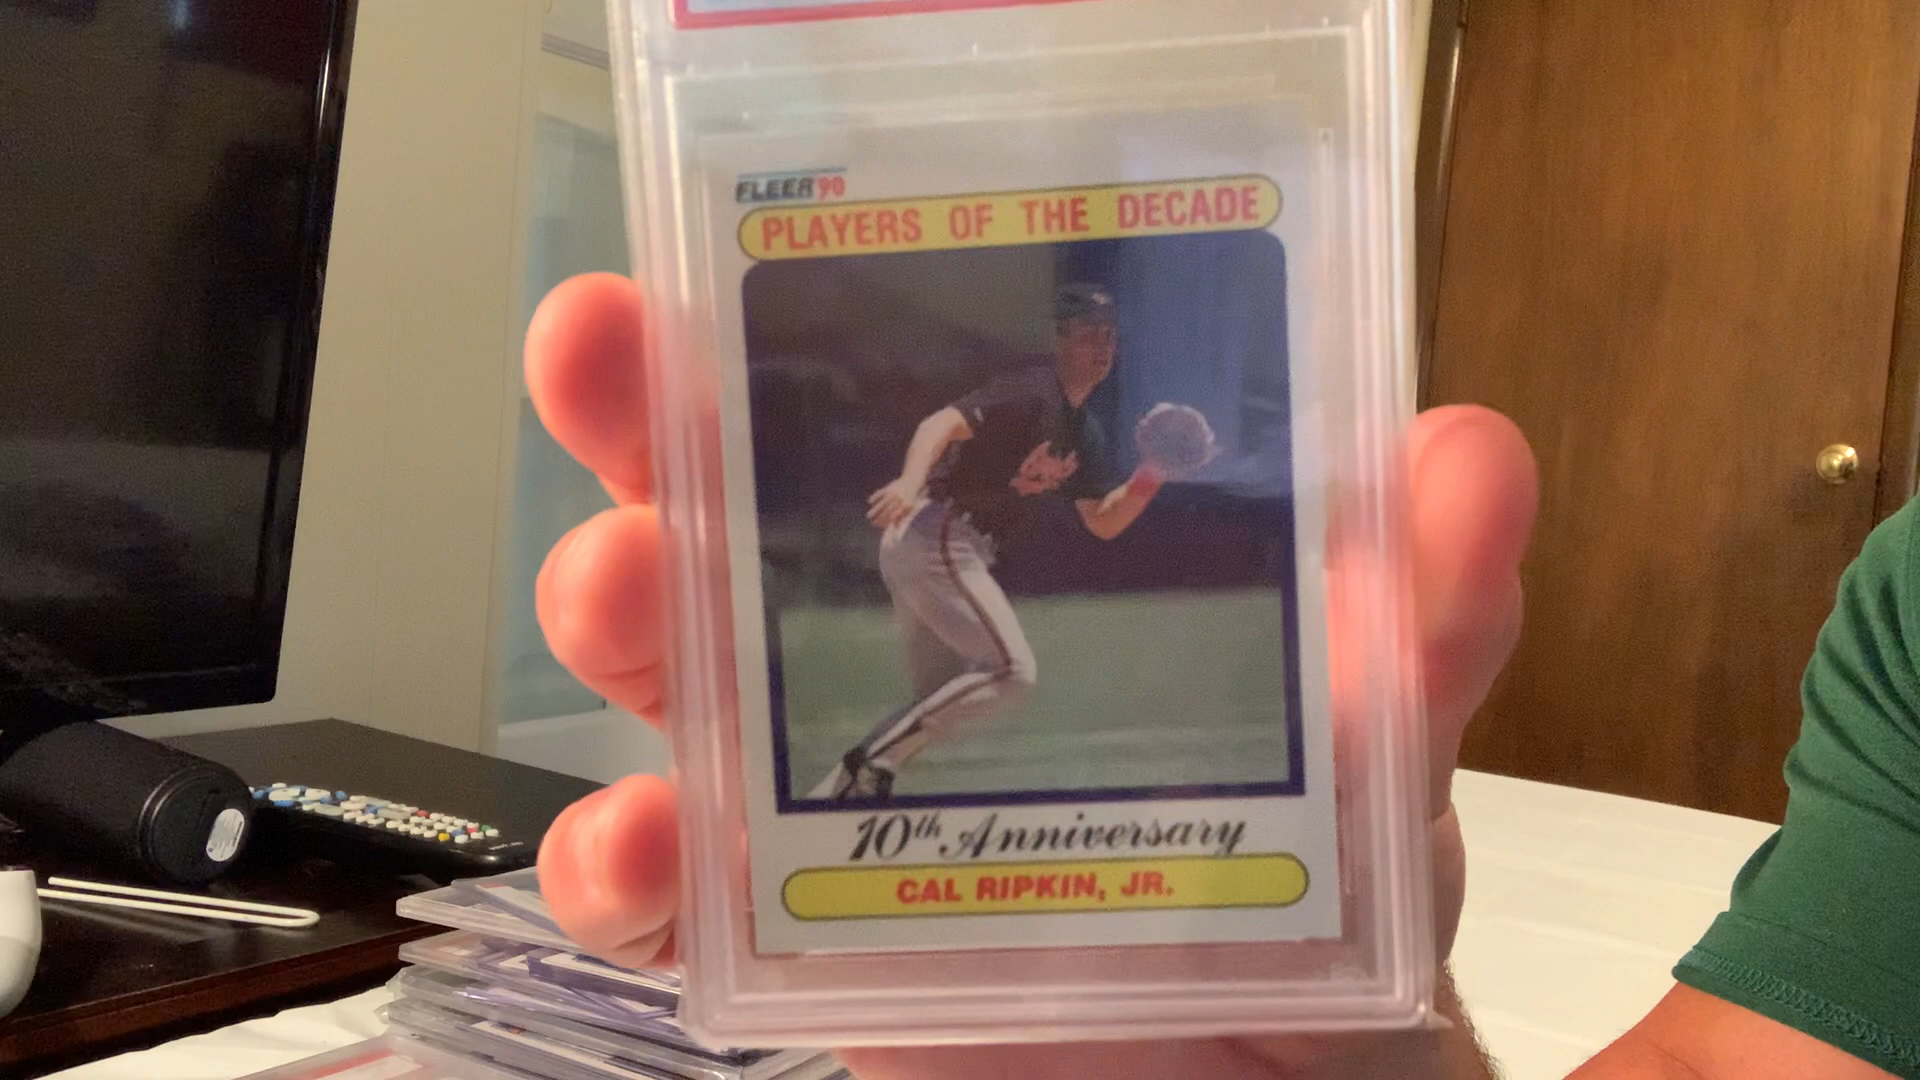 FLEER '90
PLAYERS OF THE DECADE
10th Anniversary
CAL RIPKIN, JR.